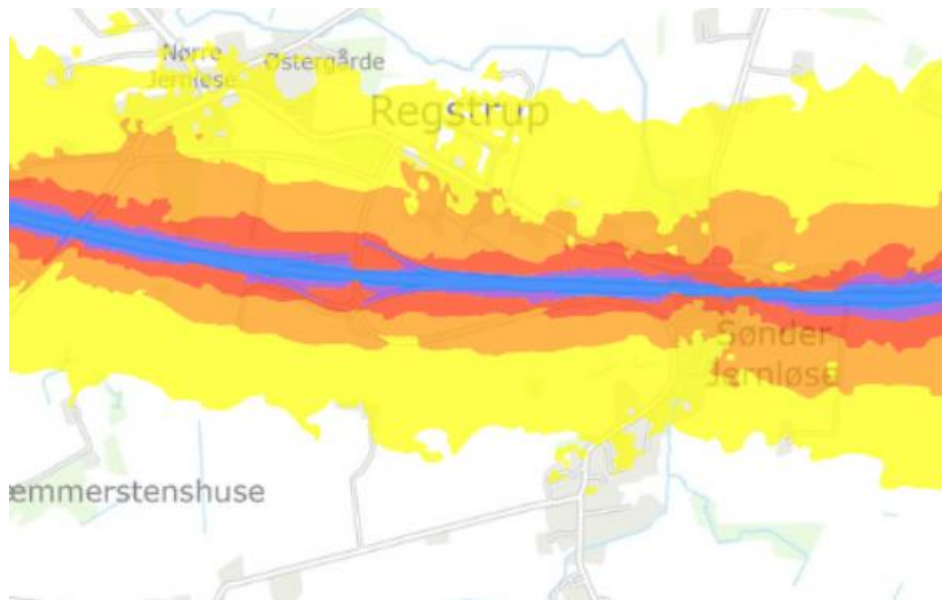 Nørre
Jernløse
Østergårde
Regstrup
Sønder
Jernløse
emmerstenshuse